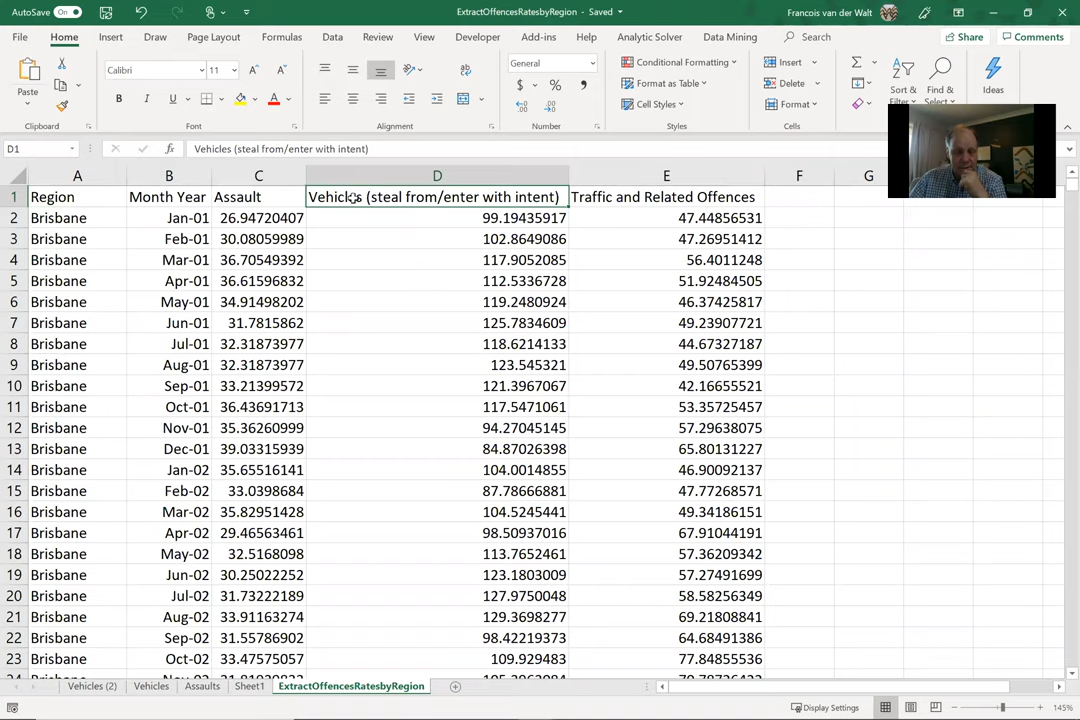 AutoSave On ExtractOffencesRatesbyRegion - Saved Francois van der Walt
File Home Insert Draw Page Layout Formulas Data Review View Developer Add-ins Help Analytic Solver Data Mining Search Share Comments
Calibri 11 A A General Conditional Formatting Insert
Paste Format as Table Delete Sort & Find & Ideas
B I U A $ % , Cell Styles Format Filter Select
Clipboard Font Alignment Number Styles Cells
D1 fx Vehicles (steal from/enter with intent)
A B C D E F G
1 Region Month Year Assault Vehicles (steal from/enter with intent) Traffic and Related Offences
2 Brisbane Jan-01 26.94720407 99.19435917 47.44856531
3 Brisbane Feb-01 30.08059989 102.8649086 47.26951412
4 Brisbane Mar-01 36.70549392 117.9052085 56.4011248
5 Brisbane Apr-01 36.61596832 112.5336728 51.92484505
6 Brisbane May-01 34.91498202 119.2480924 46.37425817
7 Brisbane Jun-01 31.7815862 125.7834609 49.23907721
8 Brisbane Jul-01 32.31873977 118.6214133 44.67327187
9 Brisbane Aug-01 32.31873977 123.545321 49.50765399
10 Brisbane Sep-01 33.21399572 121.3967067 42.16655521
11 Brisbane Oct-01 36.43691713 117.5471061 53.35725457
12 Brisbane Nov-01 35.36260999 94.27045145 57.29638075
13 Brisbane Dec-01 39.03315939 84.87026398 65.80131227
14 Brisbane Jan-02 35.65516141 104.0014855 46.90092137
15 Brisbane Feb-02 33.0398684 87.78666881 47.77268571
16 Brisbane Mar-02 35.82951428 104.5245441 49.34186151
17 Brisbane Apr-02 29.46563461 98.50937016 67.91044191
18 Brisbane May-02 32.5168098 113.7652461 57.36209342
19 Brisbane Jun-02 30.25022252 123.1803009 57.27491699
20 Brisbane Jul-02 31.73222189 127.9750048 58.58256349
21 Brisbane Aug-02 33.91163274 129.3698277 69.21808841
22 Brisbane Sep-02 31.55786902 98.42219373 64.68491386
23 Brisbane Oct-02 33.47575057 109.929483 77.84855536
Vehicles (2) Vehicles Assaults Sheet1 ExtractOffencesRatesbyRegion
Display Settings 145%